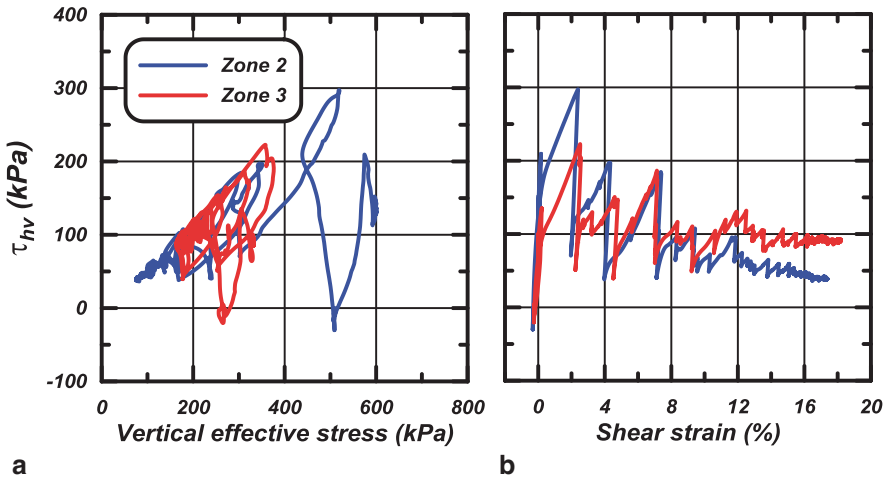 400
300
200
100
0
-100
τhv (kPa)
Zone 2
Zone 3
0 200 400 600 800
Vertical effective stress (kPa)
a
0 4 8 12 16 20
Shear strain (%)
b